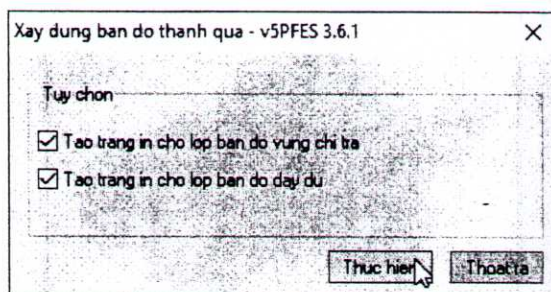 Xay dung ban do thanh qua - v5PFES 3.6.1
Tuy chon
Tao trang in cho lop ban do vung chi tra
Tao trang in cho lop ban do day du
Thuc hien
Thoat ra